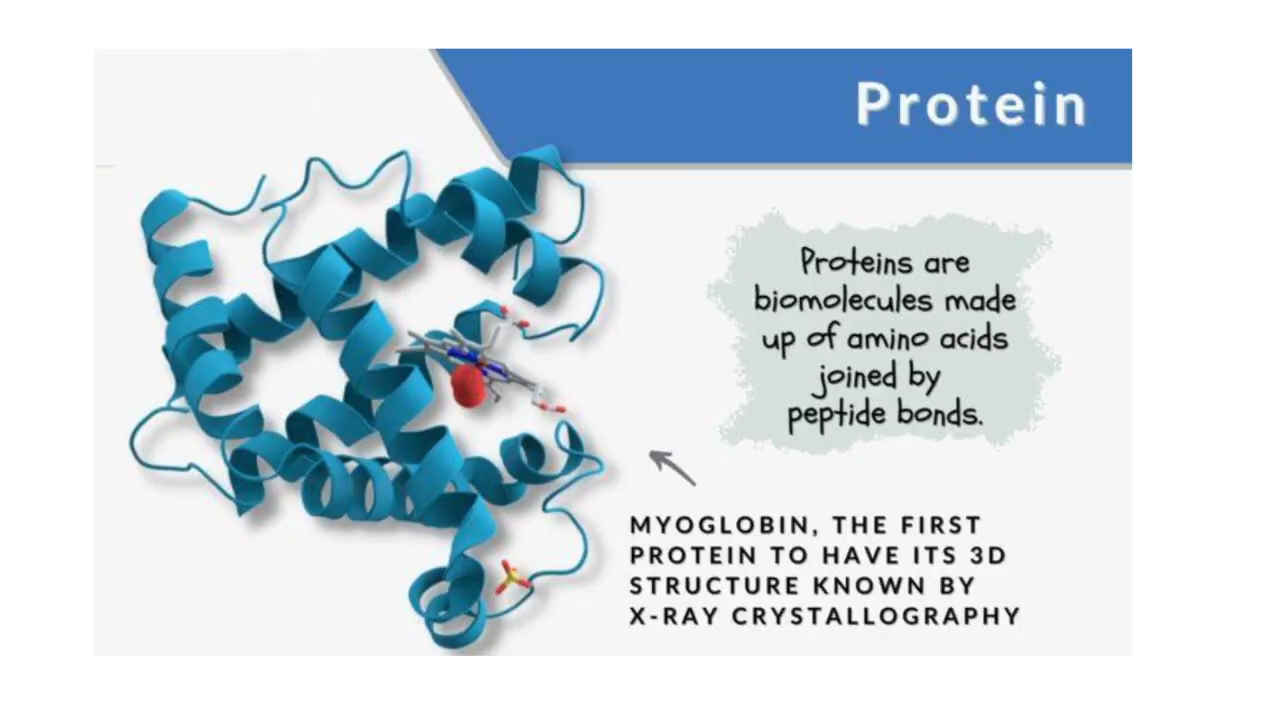 Protein
Proteins are
biomolecules made
up of amino acids
joined by
peptide bonds.
MYOGLOBIN, THE FIRST
PROTEIN TO HAVE ITS 3D
STRUCTURE KNOWN BY
X-RAY CRYSTALLOGRAPHY